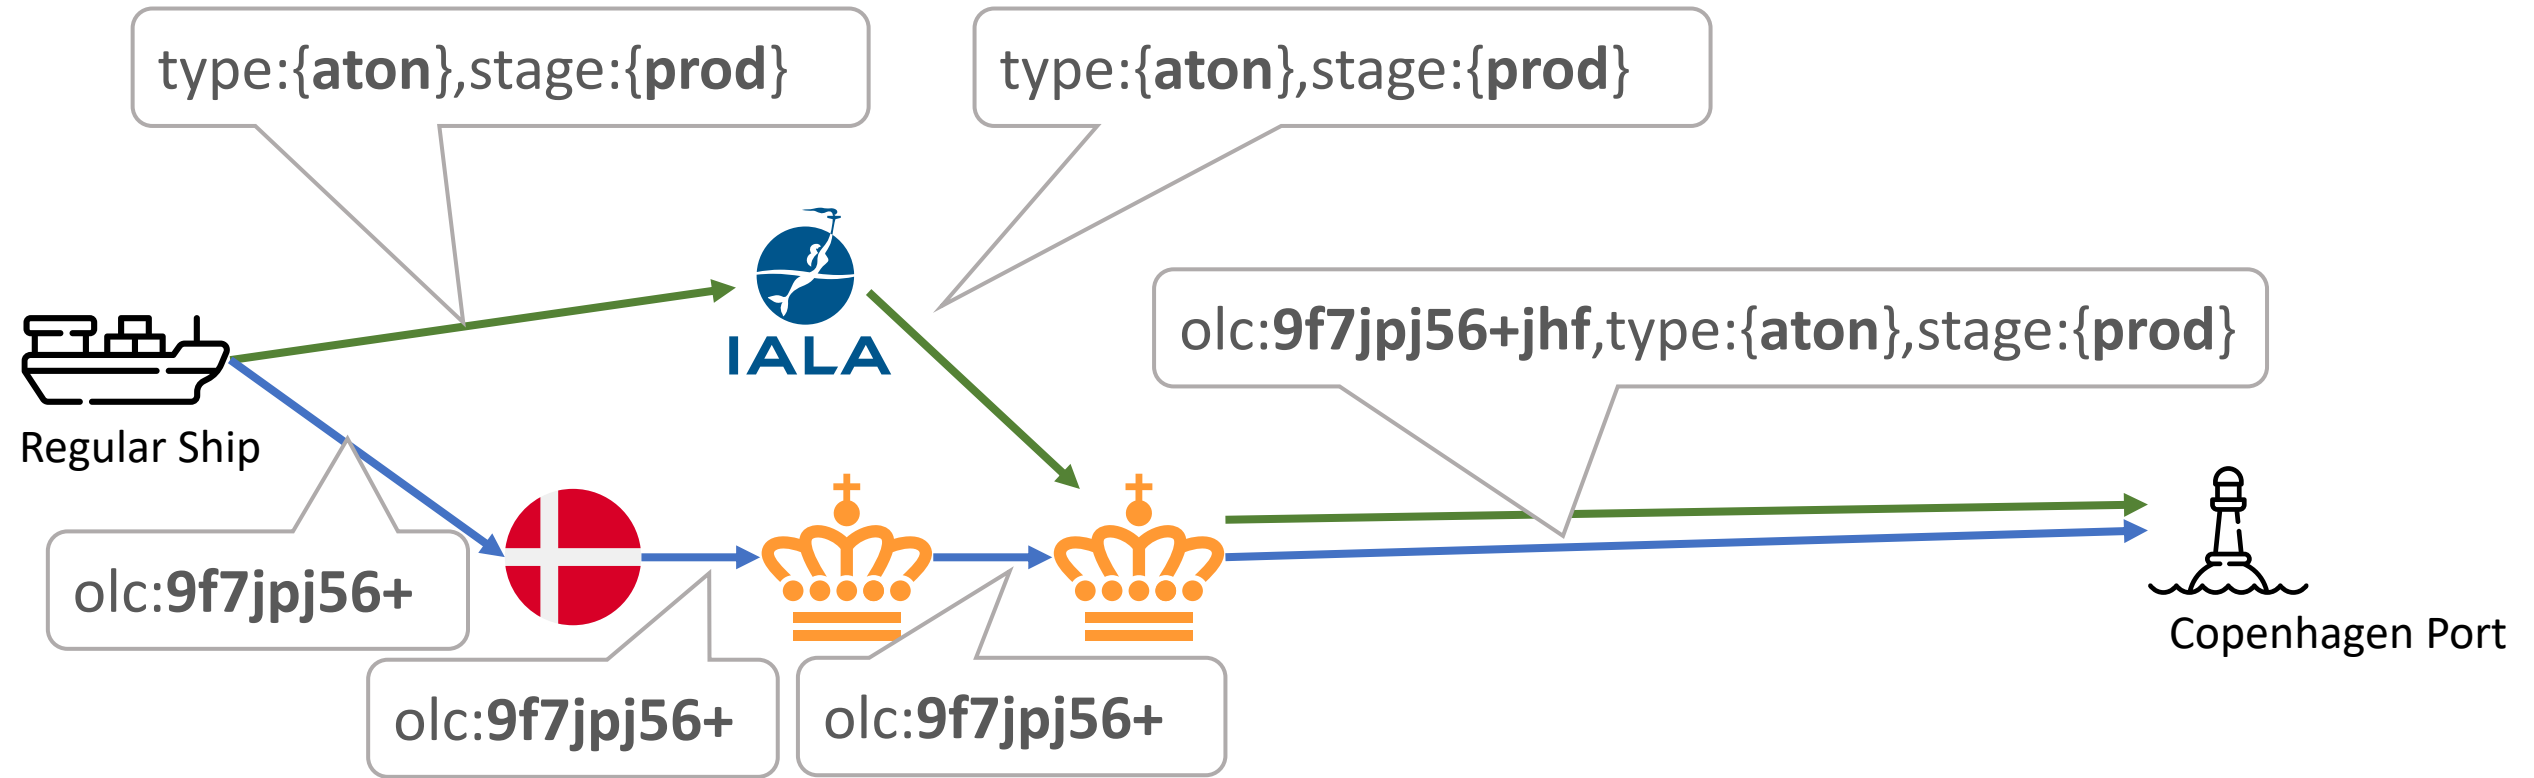 type:{aton},stage:{prod}
type:{aton},stage:{prod}
IALA
olc:9f7jpj56+jhf,type:{aton},stage:{prod}
Regular Ship
olc:9f7jpj56+
Copenhagen Port
olc:9f7jpj56+
olc:9f7jpj56+